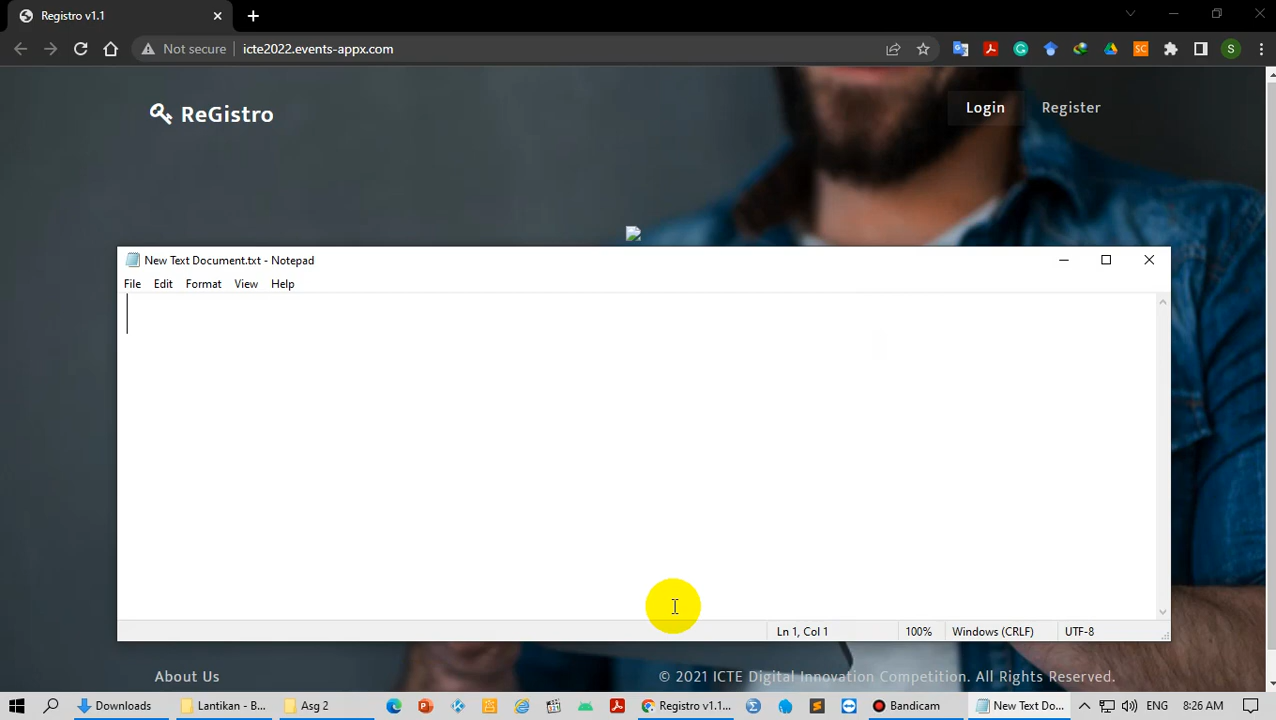 Registro v1.1
Not secure
icte2022.events-appx.com
S
ReGistro
Login
Register
New Text Document.txt - Notepad
File Edit Format View Help
Ln 1, Col 1
100%
Windows (CRLF)
UTF-8
About Us
© 2021 ICTE Digital Innovation Competition. All Rights Reserved.
Downloads
Lantikan - B...
Asg 2
Registro v1.1...
Bandicam
New Text Do...
ENG
8:26 AM